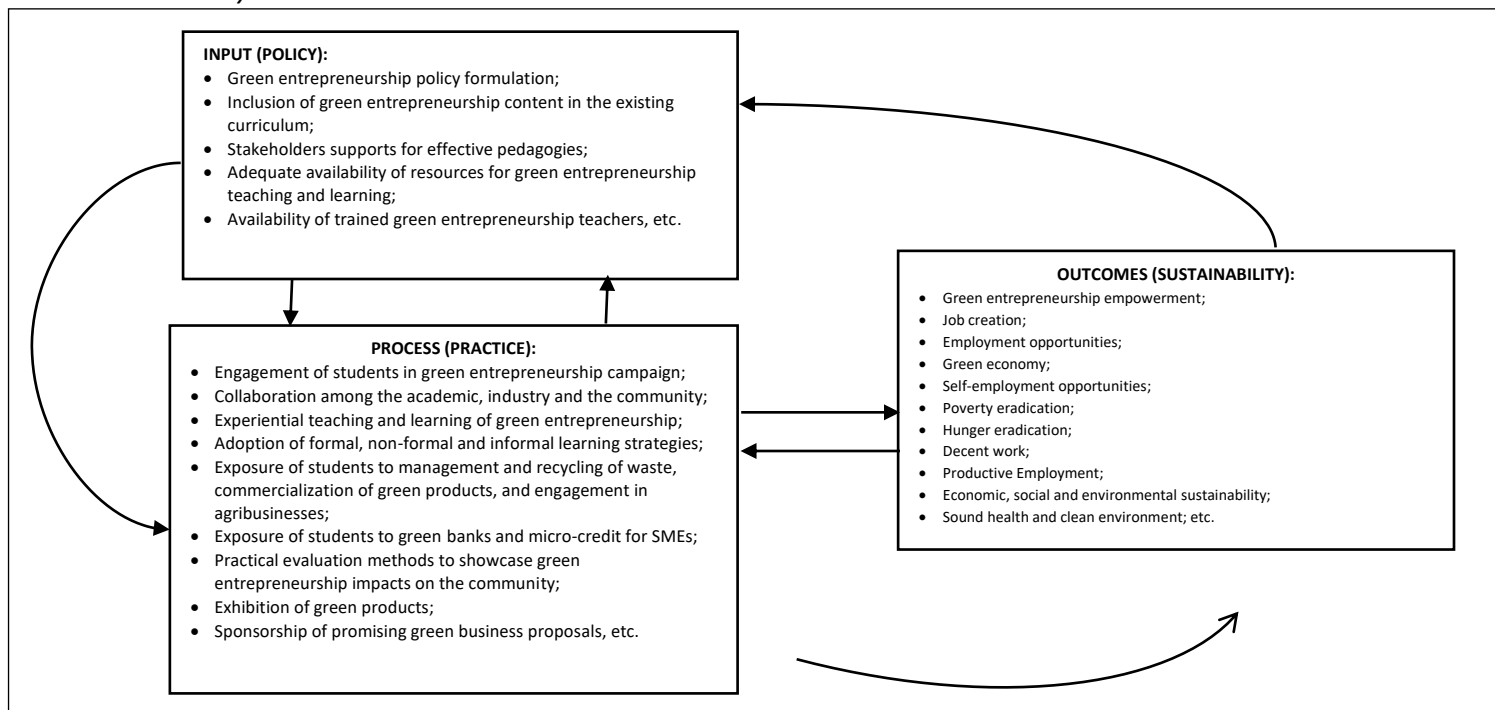 INPUT (POLICY):
• Green entrepreneurship policy formulation;
• Inclusion of green entrepreneurship content in the existing
curriculum;
• Stakeholders supports for effective pedagogies;
• Adequate availability of resources for green entrepreneurship
teaching and learning;
• Availability of trained green entrepreneurship teachers, etc.
PROCESS (PRACTICE):
• Engagement of students in green entrepreneurship campaign;
• Collaboration among the academic, industry and the community;
• Experiential teaching and learning of green entrepreneurship;
• Adoption of formal, non-formal and informal learning strategies;
• Exposure of students to management and recycling of waste,
commercialization of green products, and engagement in
agribusinesses;
• Exposure of students to green banks and micro-credit for SMEs;
• Practical evaluation methods to showcase green
entrepreneurship impacts on the community;
• Exhibition of green products;
• Sponsorship of promising green business proposals, etc.
OUTCOMES (SUSTAINABILITY):
• Green entrepreneurship empowerment;
• Job creation;
• Employment opportunities;
• Green economy;
• Self-employment opportunities;
• Poverty eradication;
• Hunger eradication;
• Decent work;
• Productive Employment;
• Economic, social and environmental sustainability;
• Sound health and clean environment; etc.